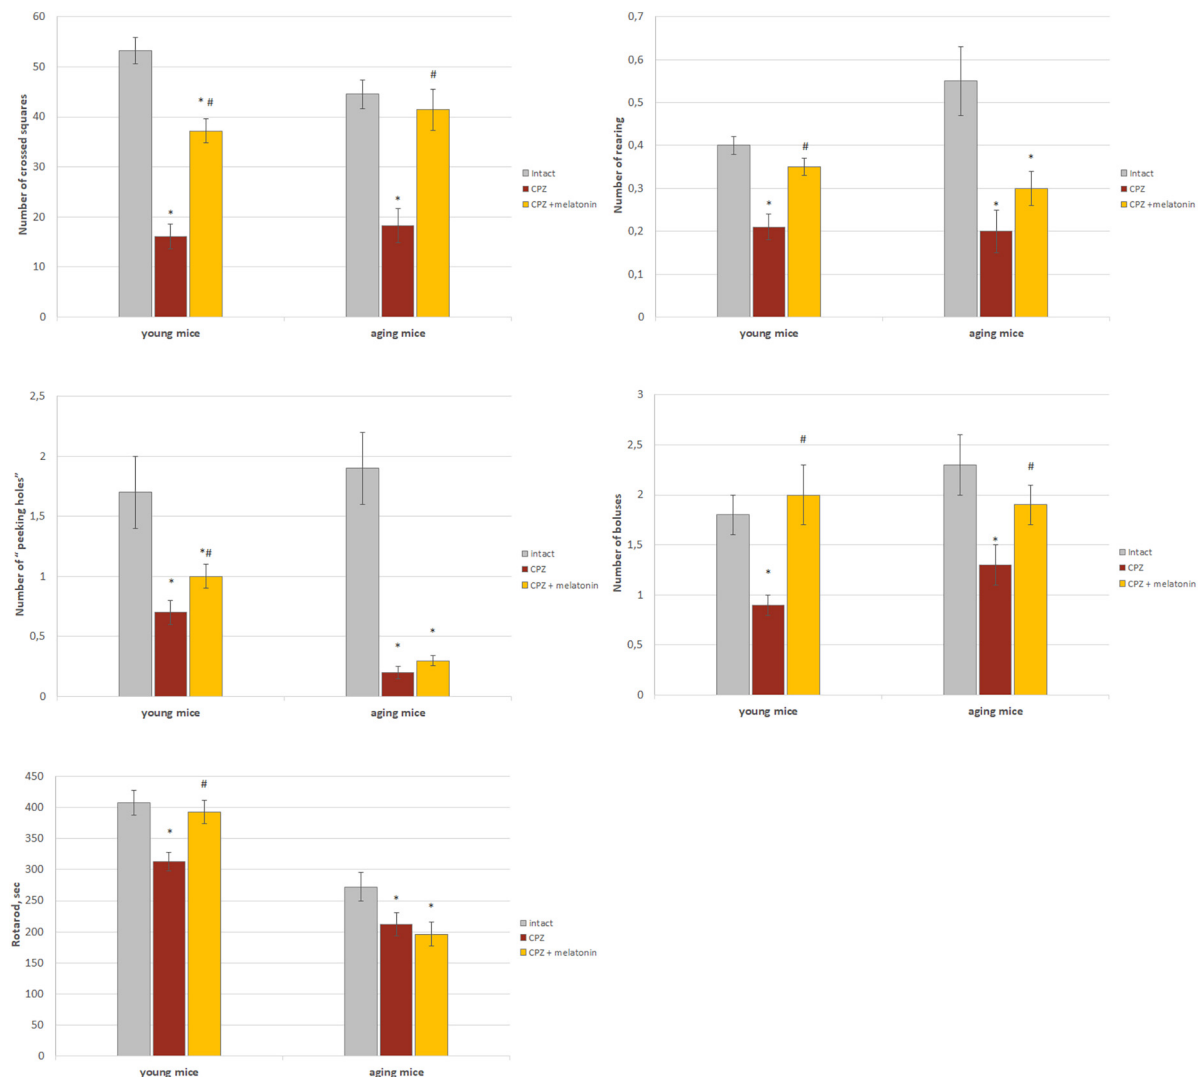 60
50
40
30
20
10
0
Number of crossed squares
* #
*
#
*
young mice
aging mice
Intact
CPZ
CPZ +melatonin
0,7
0,6
0,5
0,4
0,3
0,2
0,1
0
Number of rearing
#
*
*
*
young mice
aging mice
Intact
CPZ
CPZ +melatonin
2,5
2
1,5
1
0,5
0
Number of “ peeking holes”
*
*#
*
*
young mice
aging mice
intact
CPZ
CPZ + melatonin
3
2,5
2
1,5
1
0,5
0
Number of boluses
*
#
*
#
young mice
aging mice
Intact
CPZ
CPZ + melatonin
450
400
350
300
250
200
150
100
50
0
Rotarod, sec
*
#
*
*
young mice
aging mice
intact
CPZ
CPZ + melatonin